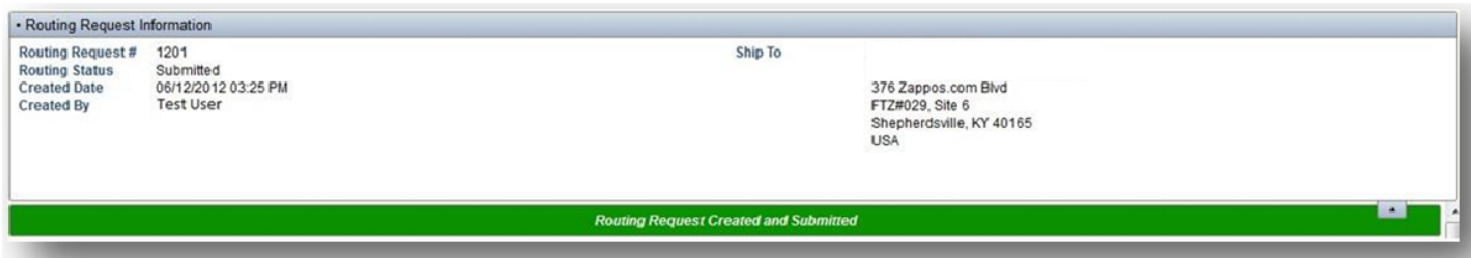 • Routing Request Information
Routing Request # 1201 Ship To
Routing Status Submitted
Created Date 06/12/2012 03:25 PM 376 Zappos.com Blvd
Created By Test User FTZ#029, Site 6
Shepherdsville, KY 40165
USA
Routing Request Created and Submitted